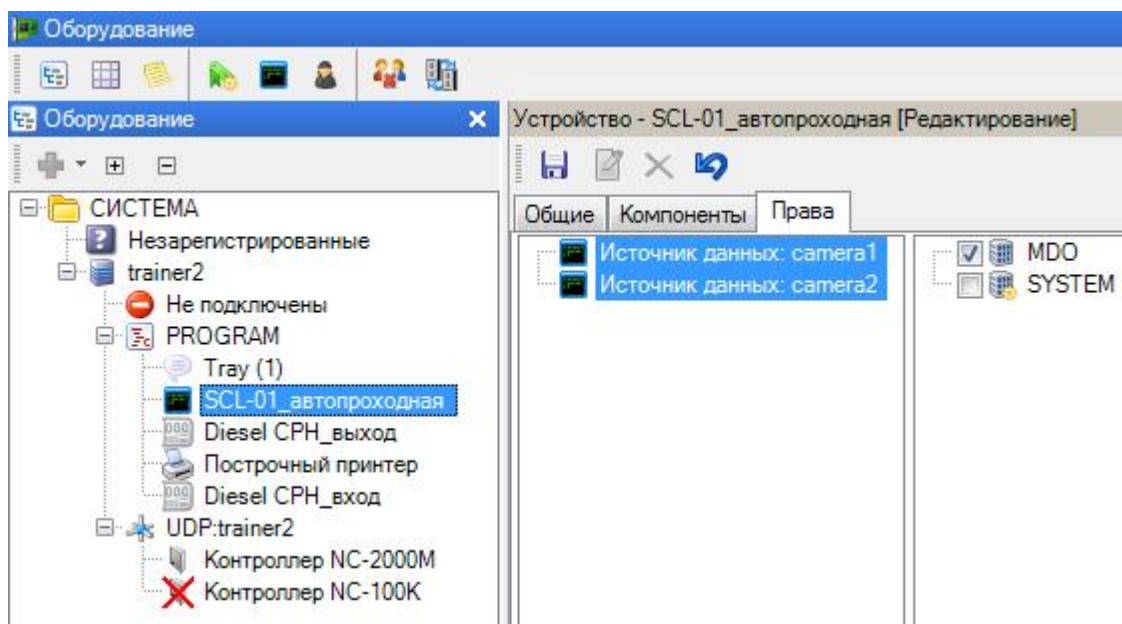 Оборудование
Оборудование
СИСТЕМА
Незарегистрированные
trainer2
Не подключены
PROGRAM
Tray (1)
SCL-01_автопроходная
Diesel CPH_выход
Построчный принтер
Diesel CPH_вход
UDP:trainer2
Контроллер NC-2000M
Контроллер NC-100K
Устройство - SCL-01_автопроходная [Редактирование]
Общие Компоненты Права
Источник данных: camera1
Источник данных: camera2
MDO
SYSTEM